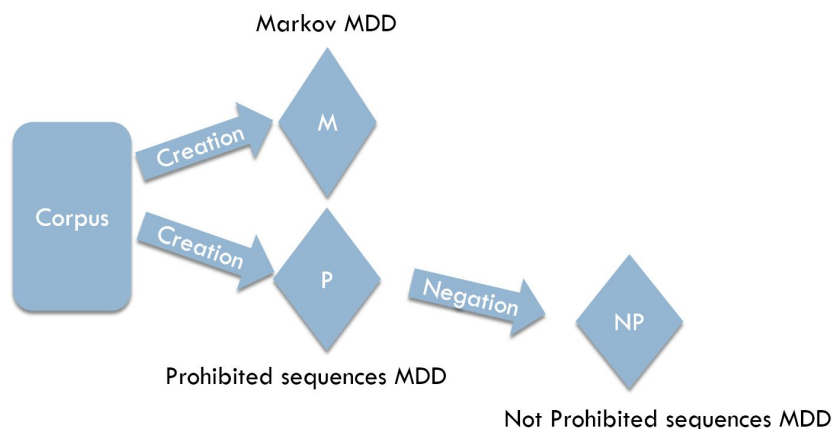 Markov MDD
M
Creation
Corpus
Creation
P
Negation
NP
Prohibited sequences MDD
Not Prohibited sequences MDD